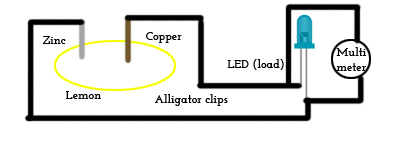 Zinc
Copper
Lemon
Alligator clips
LED (load)
Multi
meter